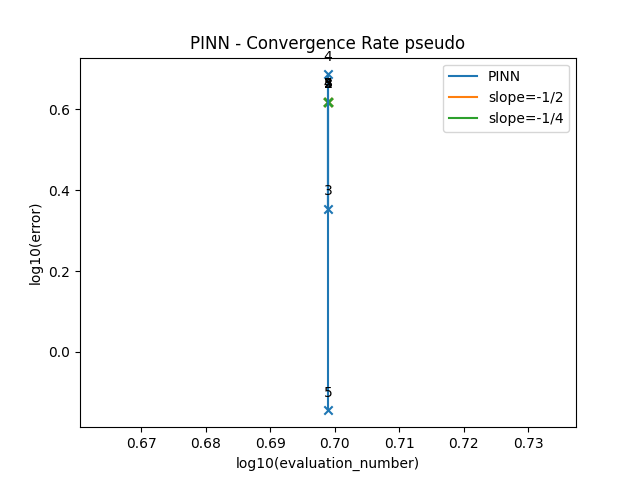 PINN - Convergence Rate pseudo
4
PINN
slope=-1/2
slope=-1/4
3
5
log10(error)
0.6
0.4
0.2
0.0
0.67
0.68
0.69
0.70
0.71
0.72
0.73
log10(evaluation_number)